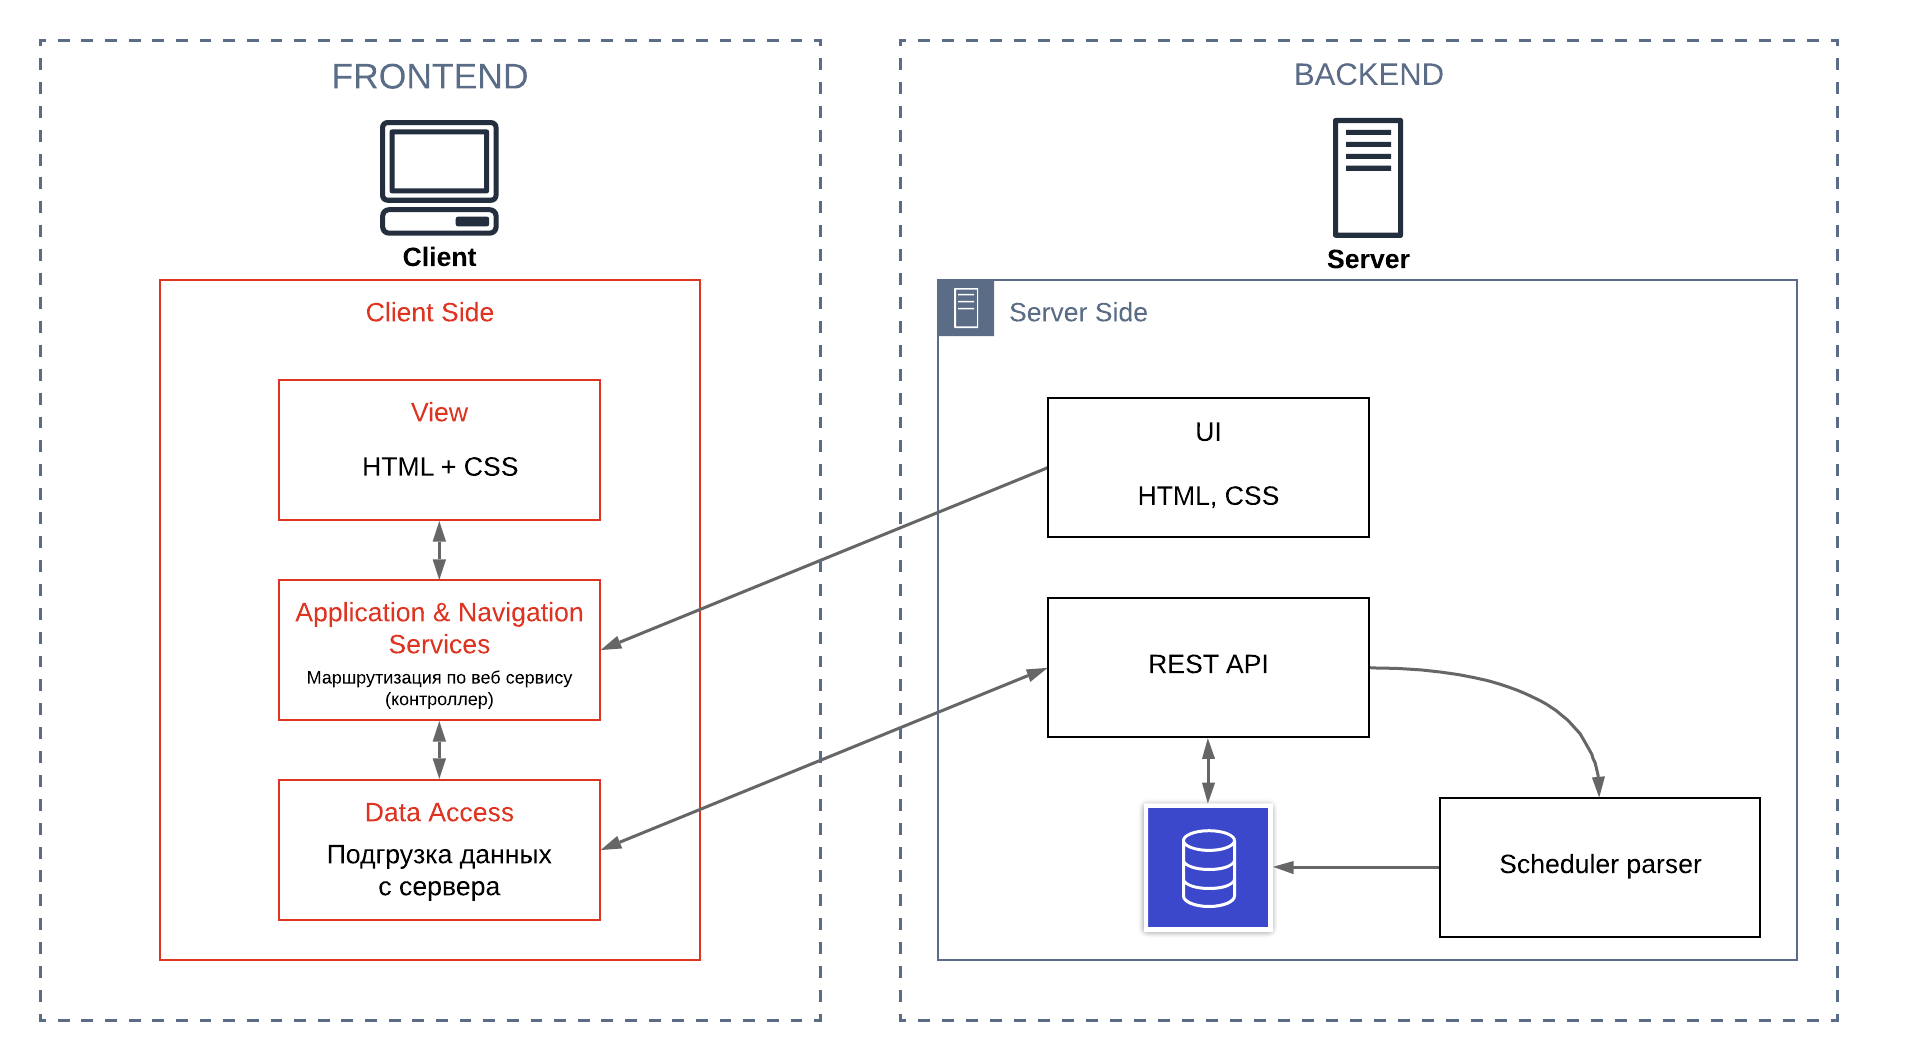 FRONTEND
Client
Client Side
View
HTML + CSS
Application & Navigation
Services
Маршрутизация по веб сервису
(контроллер)
Data Access
Подгрузка данных
с сервера
BACKEND
Server
Server Side
UI
HTML, CSS
REST API
Scheduler parser